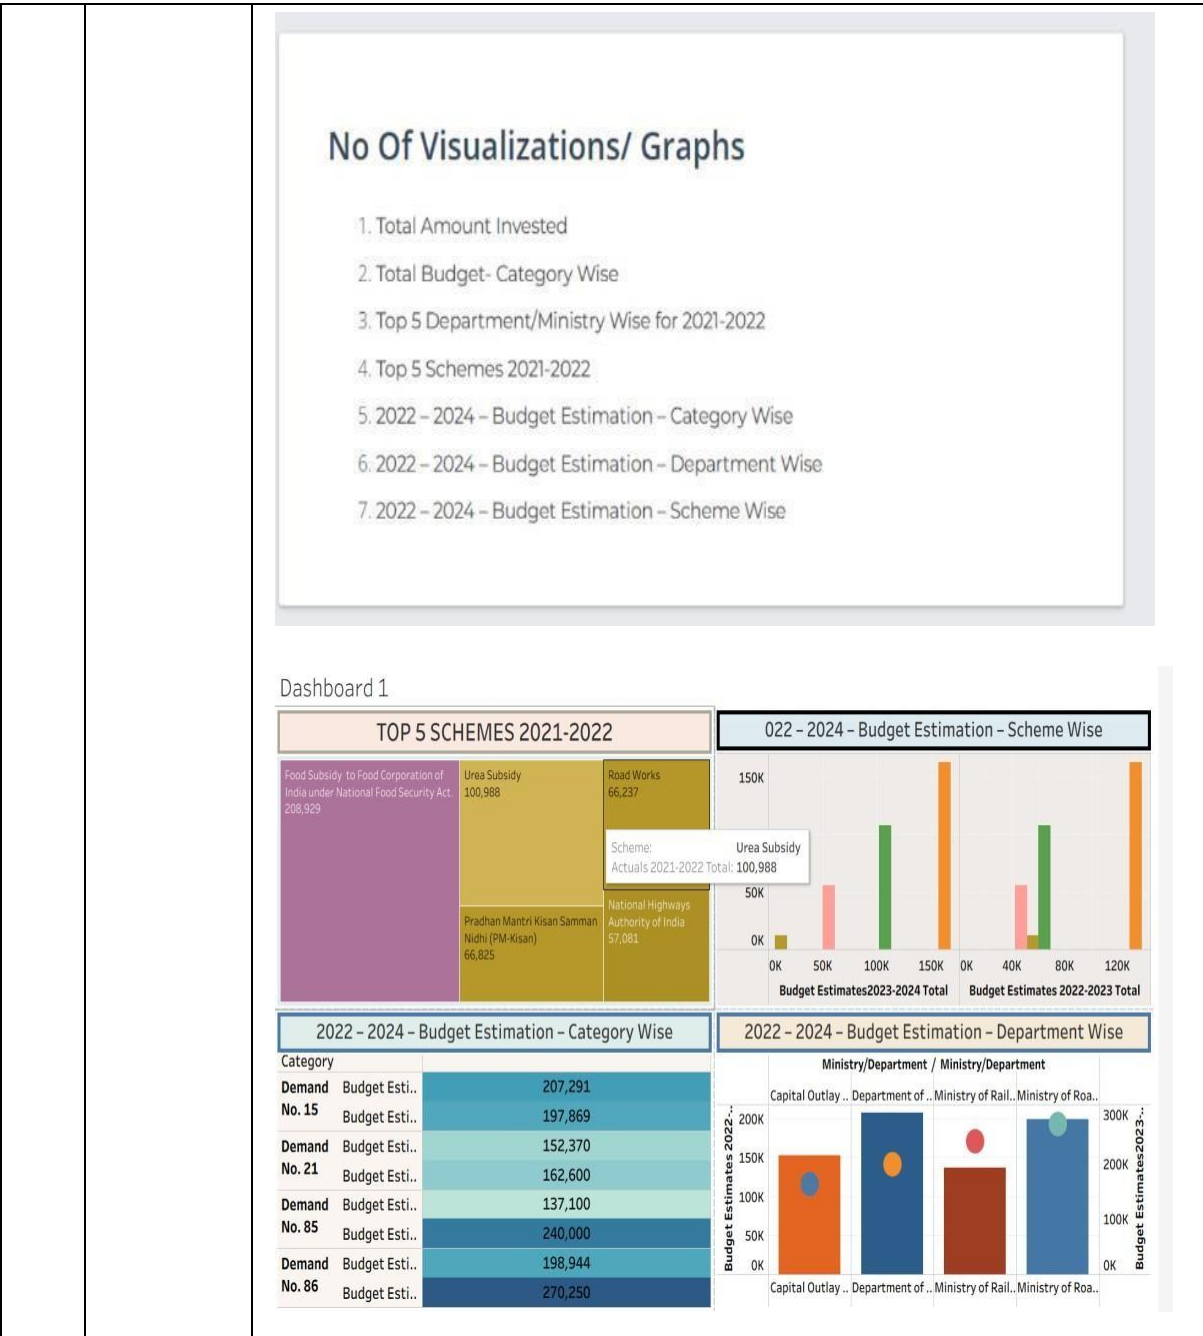 No Of Visualizations/ Graphs
1. Total Amount Invested
2. Total Budget- Category Wise
3. Top 5 Department/Ministry Wise for 2021-2022
4. Top 5 Schemes 2021-2022
5. 2022 – 2024 – Budget Estimation – Category Wise
6. 2022 – 2024 – Budget Estimation – Department Wise
7. 2022 – 2024 – Budget Estimation – Scheme Wise
Dashboard 1
TOP 5 SCHEMES 2021-2022
Food Subsidy to Food Corporation of
India under National Food Security Act.
208,929
Urea Subsidy
100,988
Road Works
66,237
Scheme: Urea Subsidy
Actuals 2021-2022 Total: 100,988
Pradhan Mantri Kisan Samman
Nidhi (PM-Kisan)
66,825
National Highways
Authority of India
57,081
022 – 2024 – Budget Estimation – Scheme Wise
150K
50K
0K
0K 50K 100K 150K 0K 40K 80K 120K
Budget Estimates2023-2024 Total Budget Estimates 2022-2023 Total
2022 – 2024 – Budget Estimation – Category Wise
Category
Demand No. 15
Budget Esti.. 207,291
Budget Esti.. 197,869
Demand No. 21
Budget Esti.. 152,370
Budget Esti.. 162,600
Demand No. 85
Budget Esti.. 137,100
Budget Esti.. 240,000
Demand No. 86
Budget Esti.. 198,944
Budget Esti.. 270,250
2022 – 2024 – Budget Estimation – Department Wise
Ministry/Department / Ministry/Department
Capital Outlay .. Department of .. Ministry of Rail.. Ministry of Roa..
Budget Estimates 2022-..
200K
150K
100K
50K
0K
300K
200K
100K
0K
Budget Estimates2023-..
Capital Outlay .. Department of .. Ministry of Rail.. Ministry of Roa..